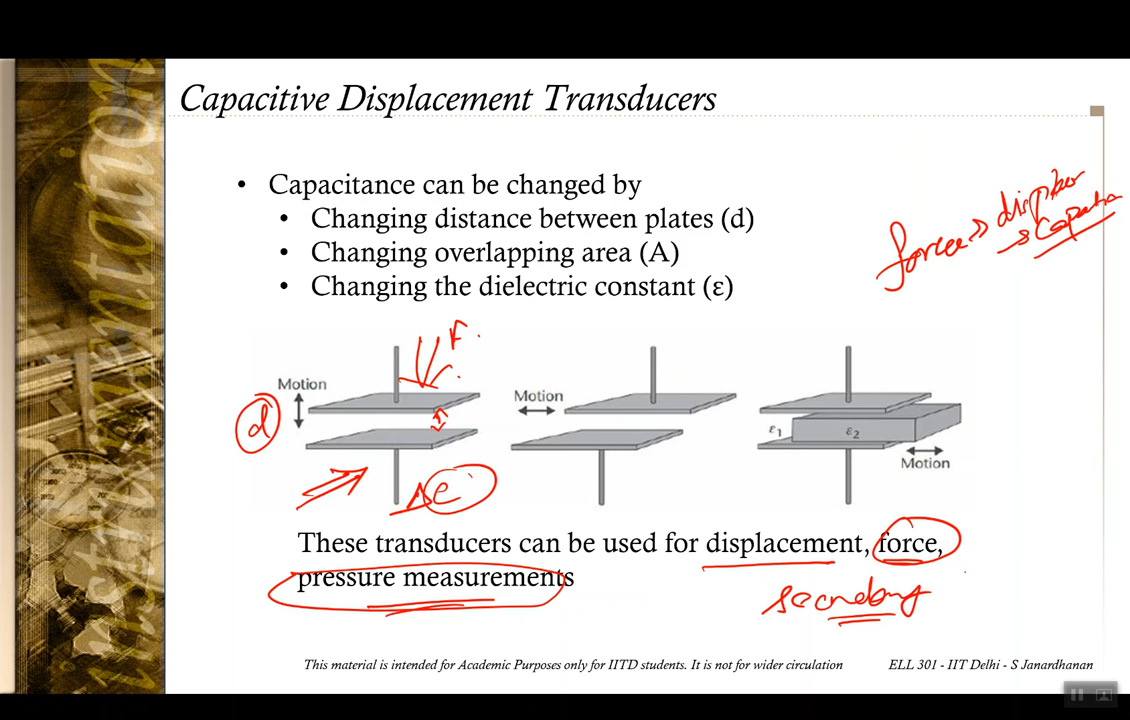 Capacitive Displacement Transducers
• Capacitance can be changed by
• Changing distance between plates (d)
• Changing overlapping area (A)
• Changing the dielectric constant (ε)
force
F
Motion
d
Motion
ε1
ε2
Motion
These transducers can be used for displacement, force,
pressure measurements
secondary
This material is intended for Academic Purposes only for IITD students. It is not for wider circulation
ELL 301 - IIT Delhi - S Janardhanan